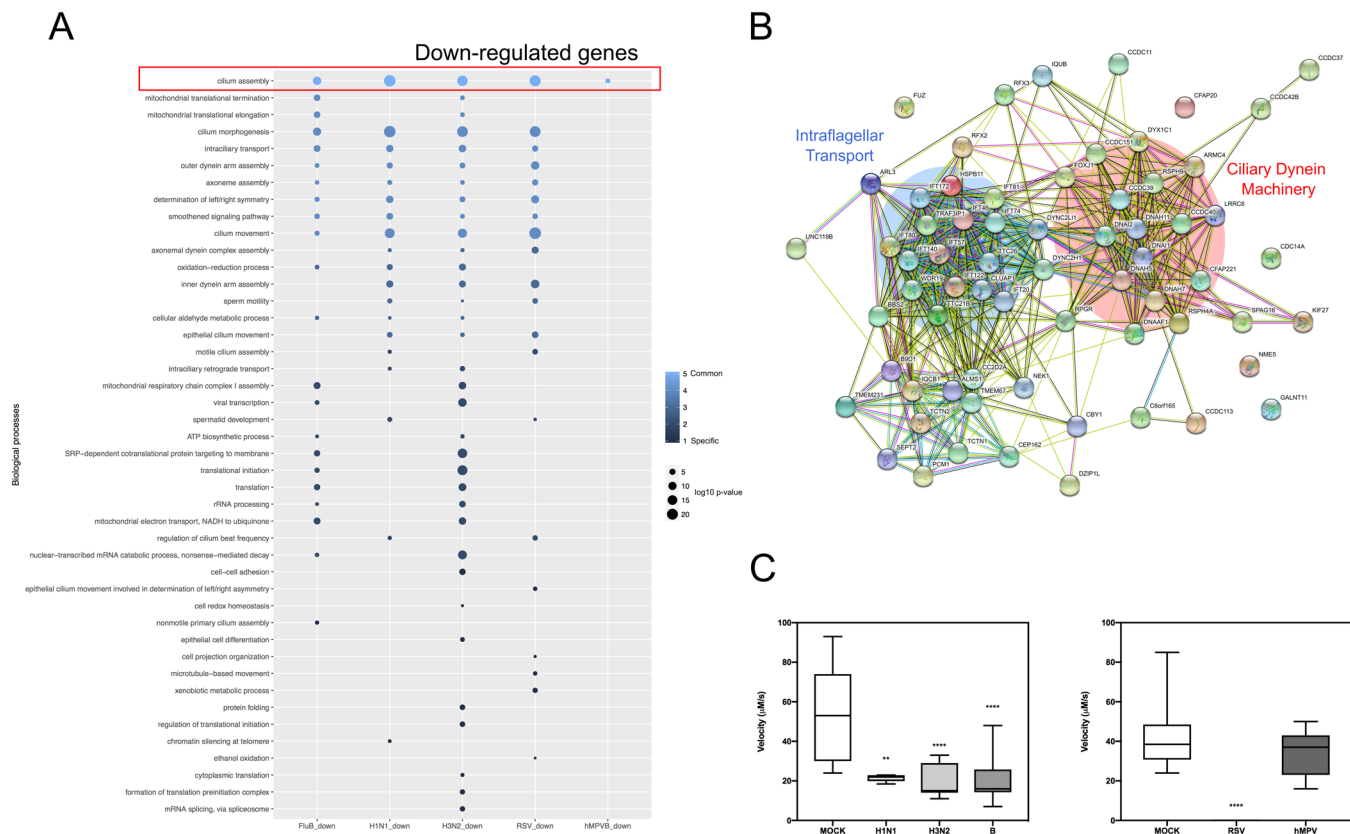 A
Down-regulated genes
cilium assembly
mitochondrial translational termination
mitochondrial translational elongation
cilium morphogenesis
intraciliary transport
outer dynein arm assembly
axoneme assembly
determination of left/right symmetry
smoothened signaling pathway
cilium movement
axonemal dynein complex assembly
oxidation-reduction process
inner dynein arm assembly
sperm motility
cellular aldehyde metabolic process
epithelial cilium movement
motile cilium assembly
intraciliary retrograde transport
mitochondrial respiratory chain complex I assembly
viral transcription
spermatid development
ATP biosynthetic process
SRP-dependent cotranslational protein targeting to membrane
translational initiation
translation
rRNA processing
mitochondrial electron transport, NADH to ubiquinone
regulation of cilium beat frequency
nuclear-transcribed mRNA catabolic process, nonsense-mediated decay
cell-cell adhesion
epithelial cilium movement involved in determination of left/right asymmetry
cell redox homeostasis
nonmotile primary cilium assembly
epithelial cell differentiation
cell projection organization
microtubule-based movement
xenobiotic metabolic process
protein folding
regulation of translational initiation
chromatin silencing at telomere
ethanol oxidation
cytoplasmic translation
formation of translation preinitiation complex
mRNA splicing, via spliceosome
Biological processes
FluB_down
H1N1_down
H3N2_down
RSV_down
hMPVB_down
5 Common
4
3
2
1 Specific
5
10
15
20
log10 p-value
B
Intraflagellar
Transport
Ciliary Dynein
Machinery
CCDC11
CCDC37
IQUB
RFX3
CFAP20
CCDC42B
FUZ
DYX1C1
RFX2
CCDC151
ARMC4
FOXJ1
RSPH9
ARL3
HSPB11
IFT172
IFT81
CCDC39
LRRC6
TRAF3IP1
IFT46
IFT74
DYNC2LI1
DNAH11
CCDC40
DNAI2
UNC119B
IFT80
IFT57
IFT140
TTC26
DNAI1
CDC14A
DYNC2H1
WDR19
IFT122
CLUAP1
DNAH5
CFAP221
IFT20
DNAH7
BBS2
TTC21B
RPGR
RSPH4A
SPAG16
KIF27
DNAAF1
B9D1
CC2D2A
NME5
IQCB1
ALMS1
NEK1
TMEM231
TMEM67
GALNT11
TCTN2
CBY1
C6orf165
CCDC113
SEPT2
TCTN1
CEP162
PCM1
DZIP1L
C
Velocity (μM/s)
100
80
60
40
20
0
**
****
****
MOCK
H1N1
H3N2
B
Velocity (μM/s)
100
80
60
40
20
0
****
MOCK
RSV
hMPV